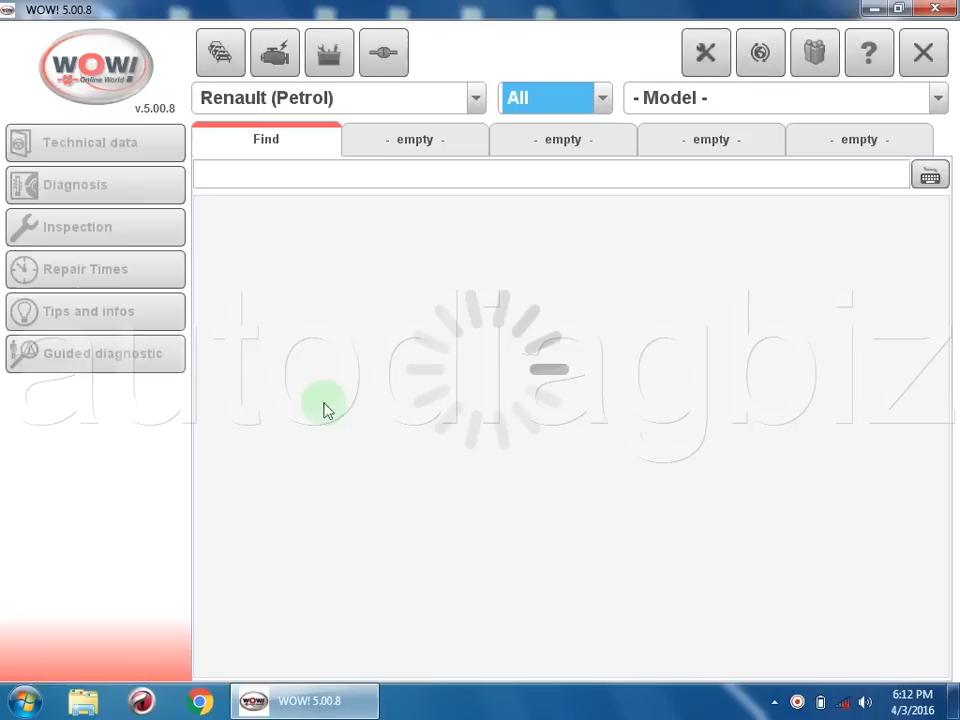 WOW! 5.00.8
WOW!
Online World
v.5.00.8
Renault (Petrol)
All
- Model -
Find
- empty -
- empty -
- empty -
- empty -
Technical data
Diagnosis
Inspection
Repair Times
Tips and infos
Guided diagnostic
autodiagbiz
WOW! 5.00.8
6:12 PM
4/3/2016